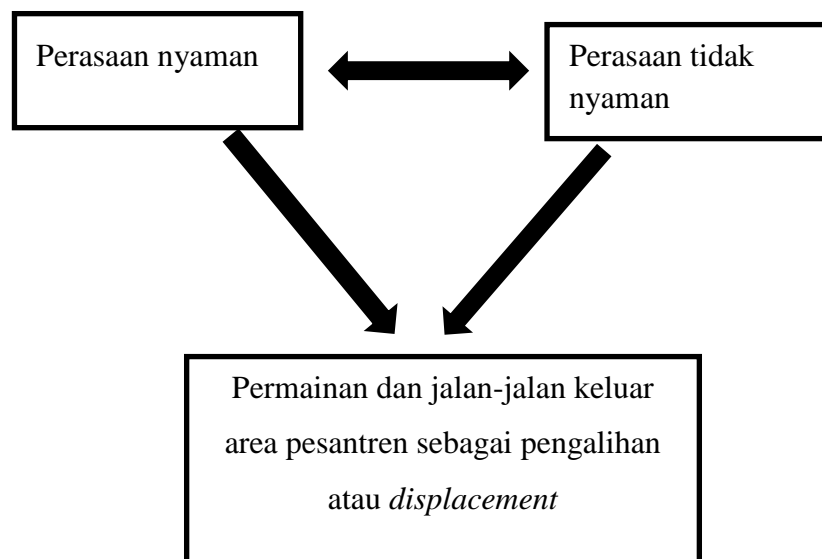 Perasaan nyaman
Perasaan tidak
nyaman
Permainan dan jalan-jalan keluar
area pesantren sebagai pengalihan
atau displacement